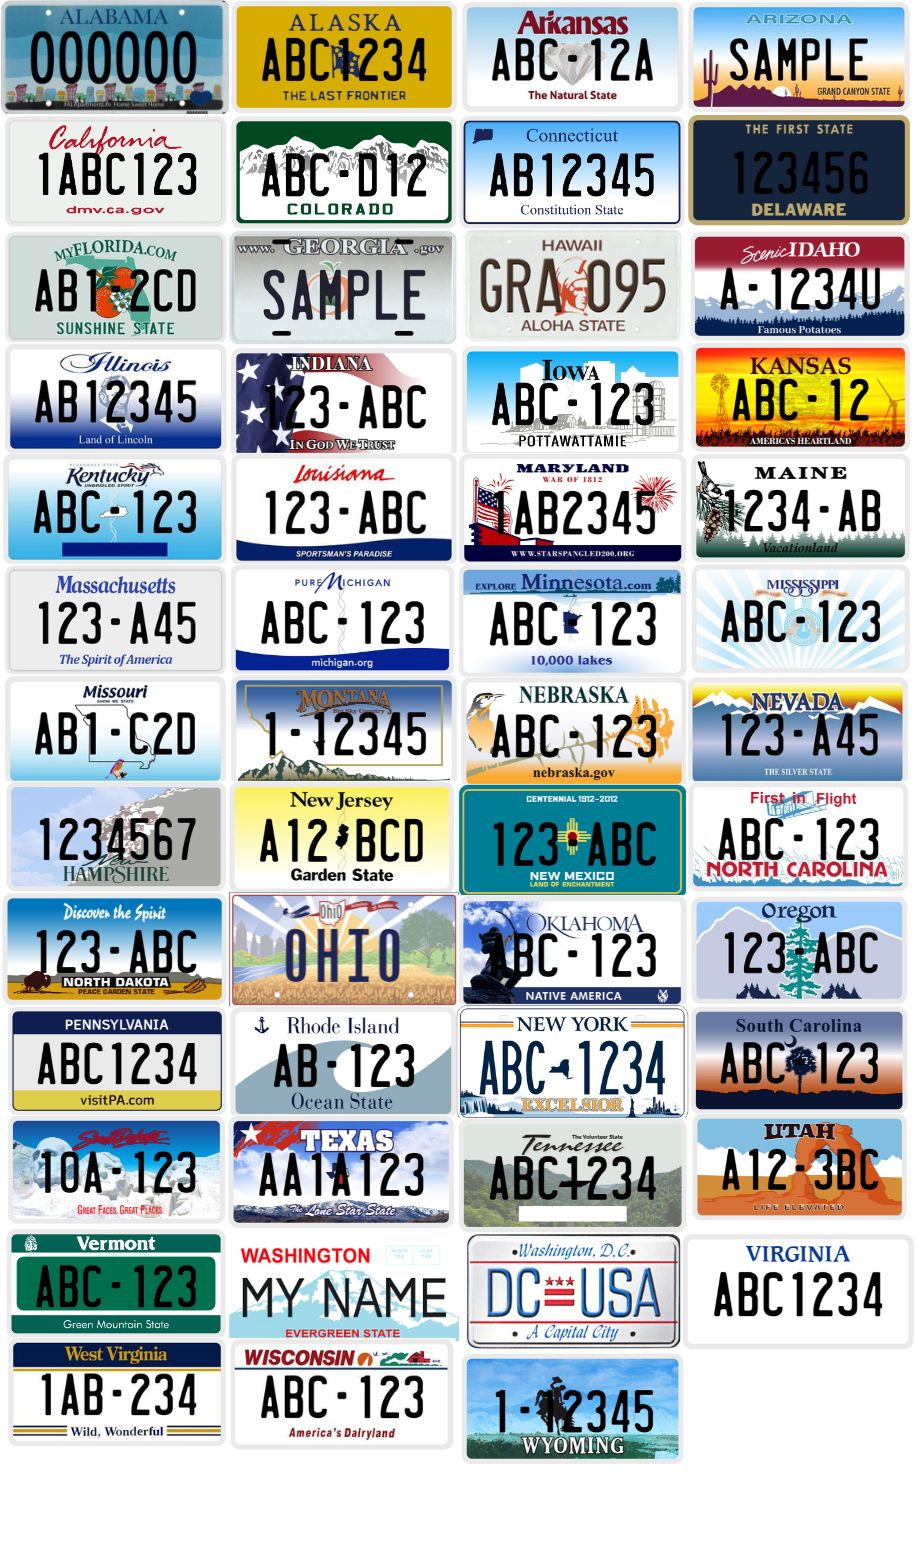 ALABAMA
000000
#ALApartmentLife Home Sweet Home
ALASKA
ABC1234
THE LAST FRONTIER
Arkansas
ABC-12A
The Natural State
ARIZONA
SAMPLE
GRAND CANYON STATE
California
1ABC123
dmv.ca.gov
ABC-D12
COLORADO
Connecticut
AB12345
Constitution State
THE FIRST STATE
123456
DELAWARE
MYFLORIDA.COM
AB1-2CD
SUNSHINE STATE
www. GEORGIA .gov
SAMPLE
HAWAII
GRA 095
ALOHA STATE
Scenic IDAHO
A-1234U
Famous Potatoes
Illinois
AB12345
Land of Lincoln
INDIANA
123-ABC
IN GOD WE TRUST
IOWA
ABC-123
POTTAWATTAMIE
KANSAS
ABC-12
AMERICA'S HEARTLAND
BLUEGRASS STATE
Kentucky
UNBRIDLED SPIRIT
ABC 123
Louisiana
123-ABC
SPORTSMAN'S PARADISE
MARYLAND
WAR OF 1812
1AB2345
WWW.STARSPANGLED200.ORG
MAINE
1234-AB
Vacationland
Massachusetts
123-A45
The Spirit of America
PURE MICHIGAN
ABC-123
michigan.org
EXPLORE Minnesota.com
ABC-123
10,000 lakes
MISSISSIPPI
ABC-123
Missouri
SHOW ME STATE
AB1-C2D
MONTANA
Big Sky Country
1-12345
NEBRASKA
ABC-123
nebraska.gov
NEVADA
123-A45
THE SILVER STATE
1234567
New
HAMPSHIRE
New Jersey
A12 BCD
Garden State
CENTENNIAL 1912-2012
123 ABC
NEW MEXICO
LAND OF ENCHANTMENT
First in Flight
ABC-123
NORTH CAROLINA
Discover the Spirit
123-ABC
NORTH DAKOTA
PEACE GARDEN STATE
OHIO
OHIO
OKLAHOMA
ABC-123
NATIVE AMERICA
Oregon
123-ABC
PENNSYLVANIA
ABC1234
visitPA.com
Rhode Island
AB-123
Ocean State
NEW YORK
ABC-1234
EXCELSIOR
South Carolina
ABC 123
South Dakota
10A-123
GREAT FACES. GREAT PLACES.
TEXAS
AA1A123
The Lone Star State
The Volunteer State
Tennessee
ABC1234
UTAH
A12-3BC
LIFE ELEVATED
Vermont
ABC-123
Green Mountain State
WASHINGTON
MY NAME
EVERGREEN STATE
Washington, D.C.
DC USA
A Capital City
VIRGINIA
ABC1234
West Virginia
1AB-234
Wild, Wonderful
WISCONSIN
ABC-123
America's Dairyland
1-12345
WYOMING